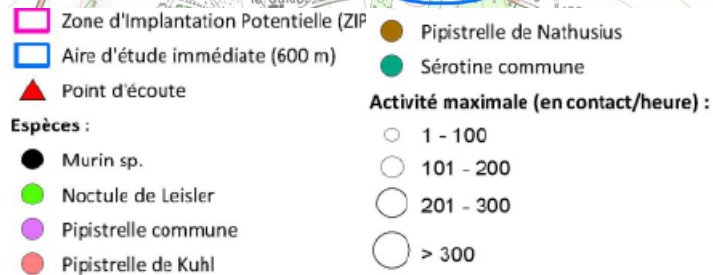 Zone d'Implantation Potentielle (ZIP
Aire d'étude immédiate (600 m)
Point d'écoute
Espèces :
Murin sp.
Noctule de Leisler
Pipistrelle commune
Pipistrelle de Kuhl
Pipistrelle de Nathusius
Sérotine commune
Activité maximale (en contact/heure) :
1 - 100
101 - 200
201 - 300
> 300